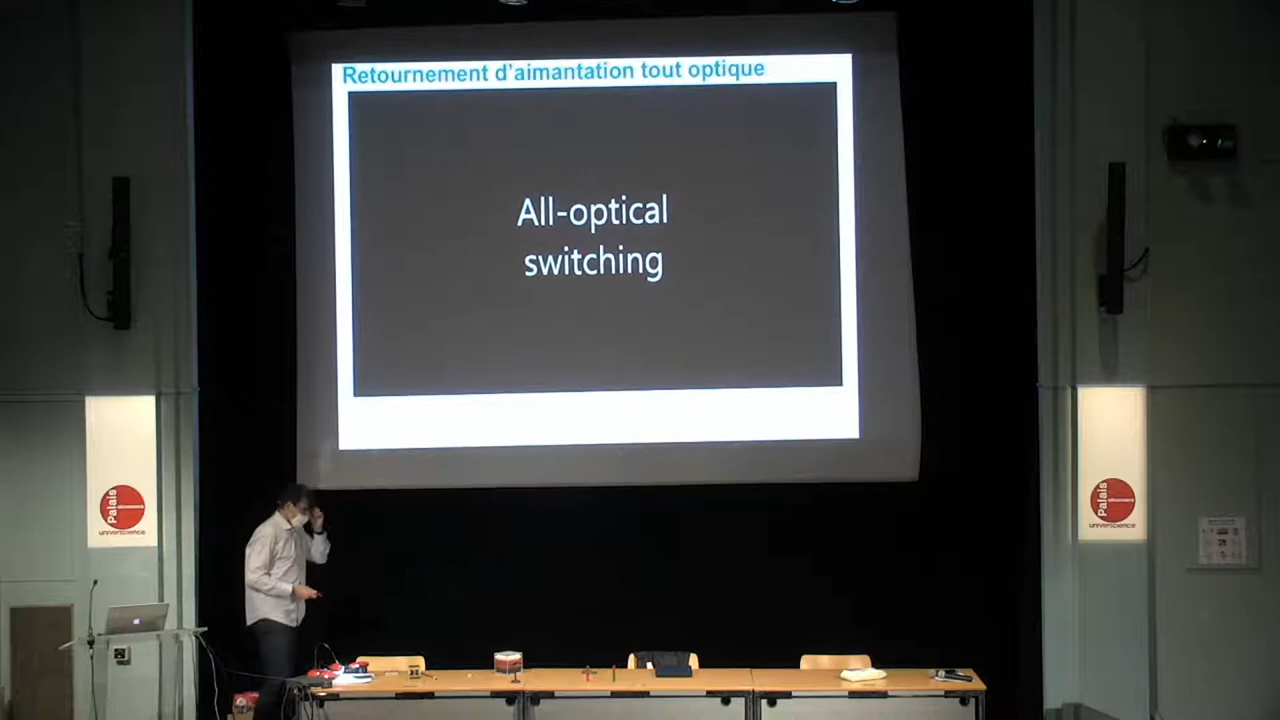 Retournement d'aimantation tout optique
All-optical
switching
Palais
universcience
Palais
universcience